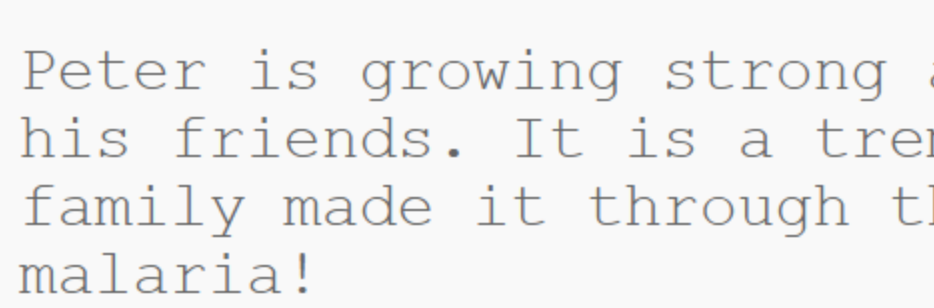 Peter is growing strong
his friends. It is a
family made it through
malaria!